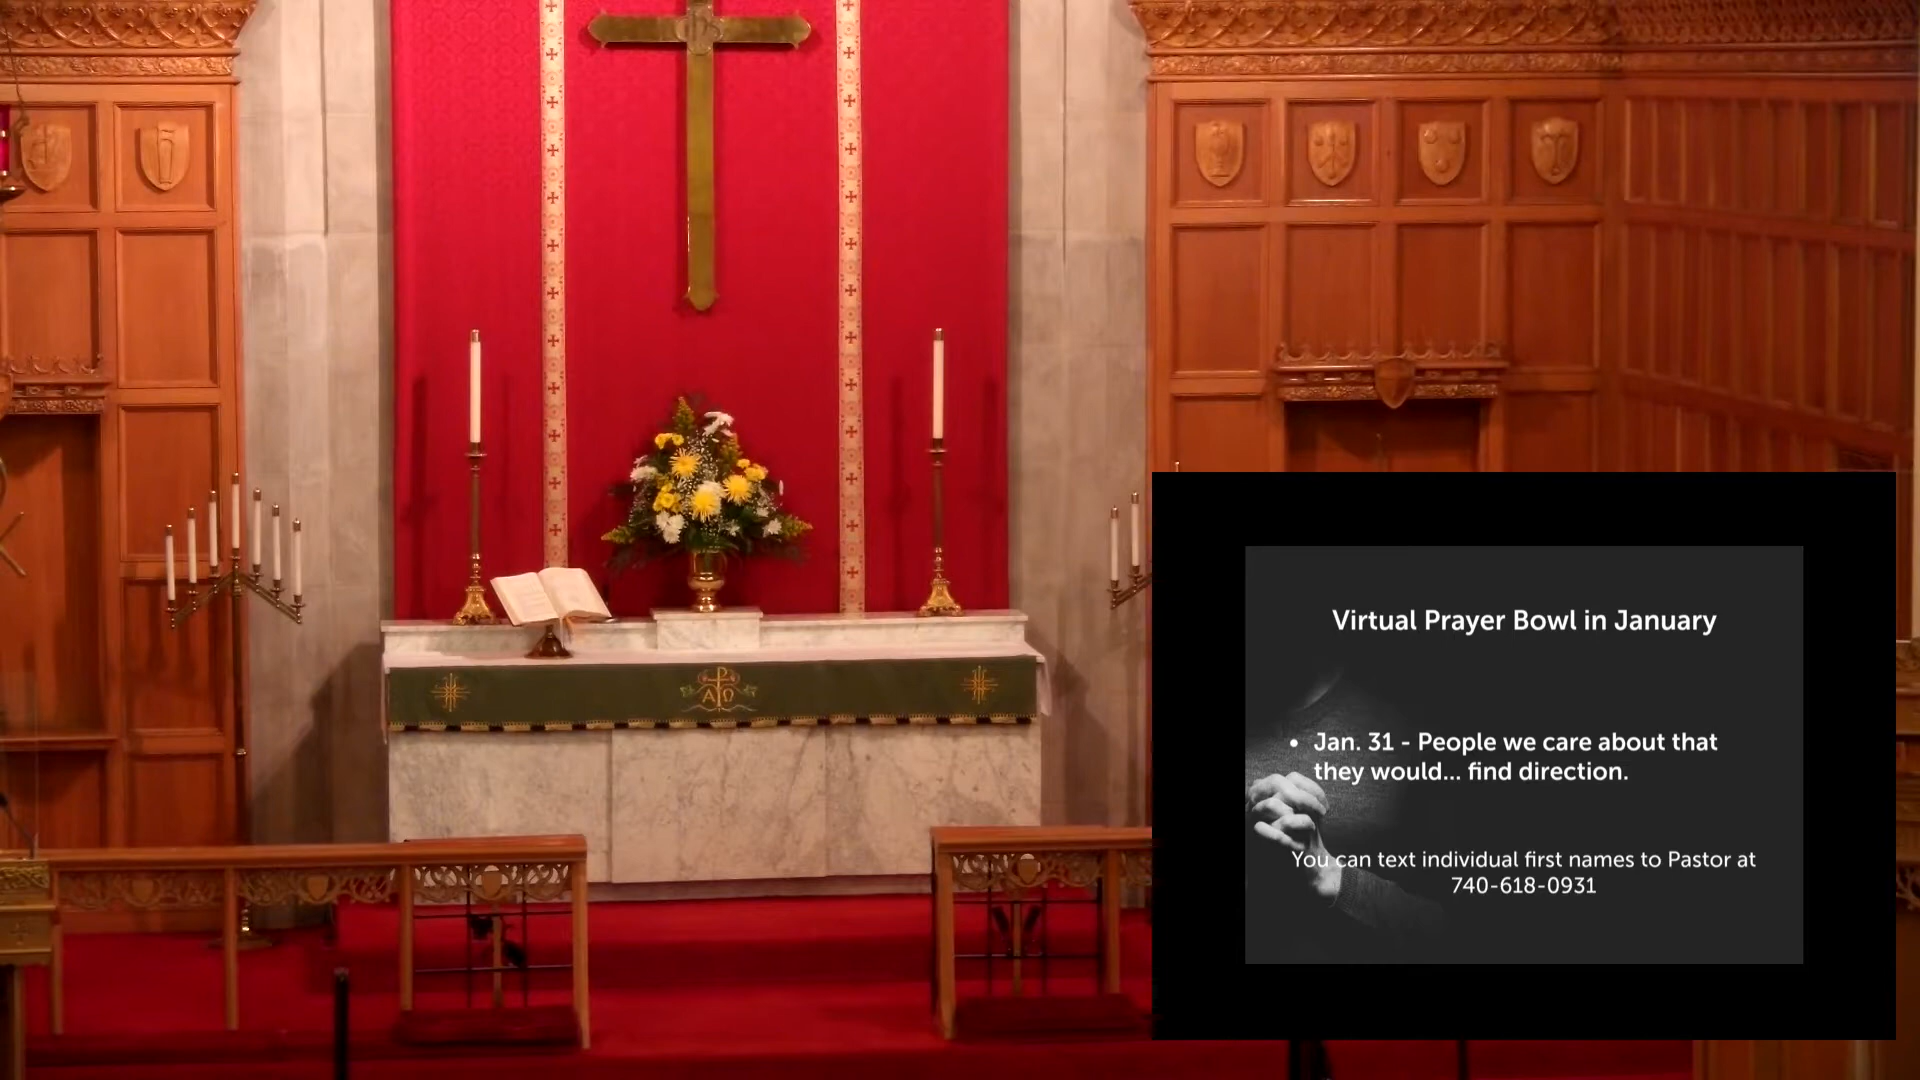 ΑΡΩ
Virtual Prayer Bowl in January
• Jan. 31 - People we care about that
they would... find direction.
You can text individual first names to Pastor at
740-618-0931